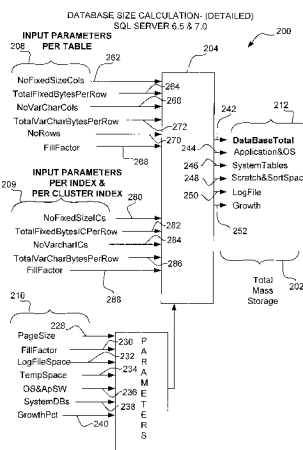 DATABASE SIZE CALCULATION- (DETAILED)
SQL SERVER 6.5 & 7.0
200
INPUT PARAMETERS
PER TABLE
208
262
204
NoFixedSizeCols
264
TotalFixedBytesPerRow
266
NoVarCharCols
TotalVarCharBytesPerRow
272
NoRows
270
FillFactor
268
242
212
DataBaseTotal
244
Application&OS
246
SystemTables
248
Scratch&SortSpac
250
LogFile
Growth
252
INPUT PARAMETERS
PER INDEX &
PER CLUSTER INDEX
209
280
NoFixedSizeICs
282
TotalFixedBytesICPerRow
284
NoVarchartCs
TotalVarCharBytesPerRow
286
FillFactor
288
Total
Mass
Storage
202
210
228
PageSize
230
FillFactor
232
LogFileSpace
234
TempSpace
OS&ApSW
236
SystemDBs
238
GrowthPct
240
PARAMETERS